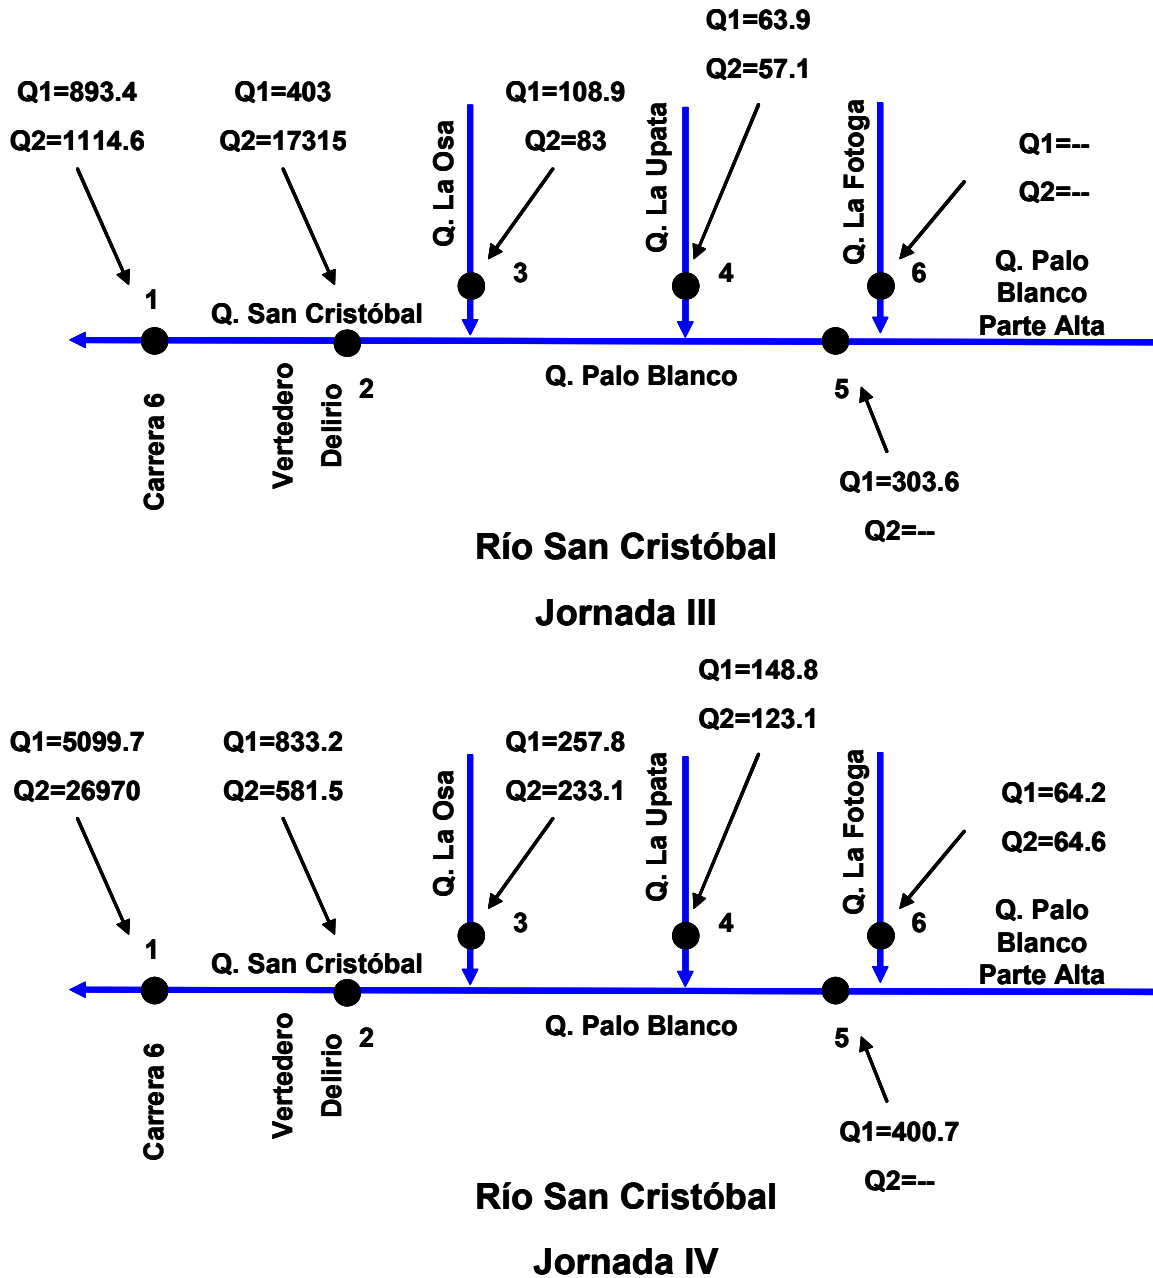 Q1=63.9
Q2=57.1
Q1=893.4
Q2=1114.6
Q1=403
Q2=17315
Q1=108.9
Q2=83
Q1=--
Q2=--
Q. La Osa
Q. La Upata
Q. La Fotoga
3
4
6
Q. Palo
Blanco
Parte Alta
1
Q. San Cristóbal
Q. Palo Blanco
2
5
Carrera 6
Vertedero
Delirio
Q1=303.6
Q2=--
Río San Cristóbal
Jornada III
Q1=148.8
Q2=123.1
Q1=5099.7
Q2=26970
Q1=833.2
Q2=581.5
Q1=257.8
Q2=233.1
Q1=64.2
Q2=64.6
Q. La Osa
Q. La Upata
Q. La Fotoga
3
4
6
Q. Palo
Blanco
Parte Alta
1
Q. San Cristóbal
Q. Palo Blanco
2
5
Carrera 6
Vertedero
Delirio
Q1=400.7
Q2=--
Río San Cristóbal
Jornada IV